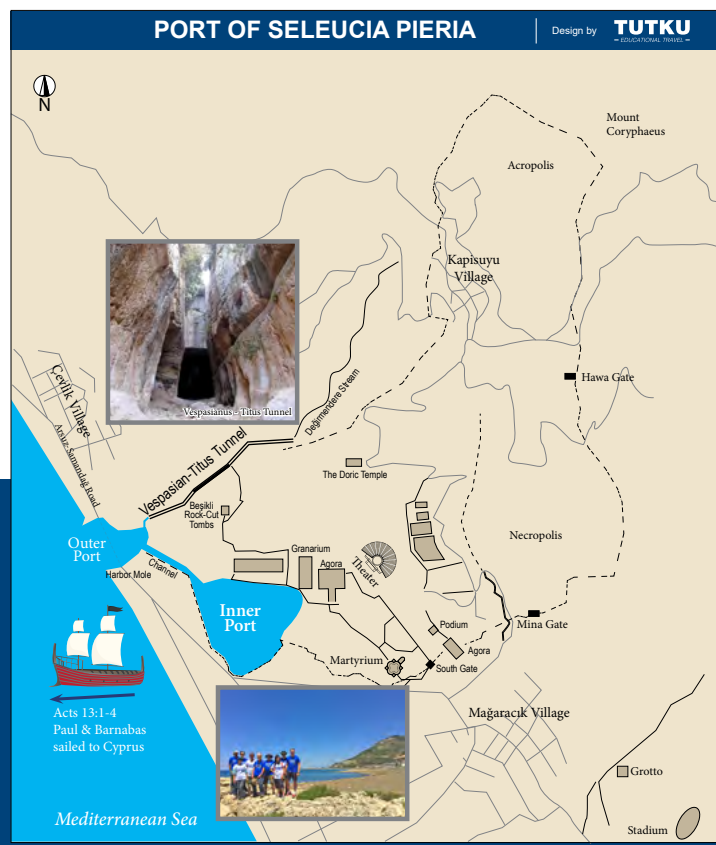 PORT OF SELEUCIA PIERIA
Design by
TUTKU
EDUCATIONAL TRAVEL
N
Mount
Coryphaeus
Acropolis
Kapisuyu
Village
Hawa Gate
Vespasianus - Titus Tunnel
Değirmendere Stream
Çevlik Village
Arsuz-Samandag Road
Vespasian-Titus Tunnel
The Doric Temple
Beşikli
Rock-Cut
Tombs
Necropolis
Outer
Port
Channel
Harbor Mole
Granarium
Agora
Theater
Inner
Port
Podium
Mina Gate
Agora
Martyrium
South Gate
Acts 13:1-4
Paul & Barnabas
sailed to Cyprus
Mağaracık Village
Grotto
Mediterranean Sea
Stadium